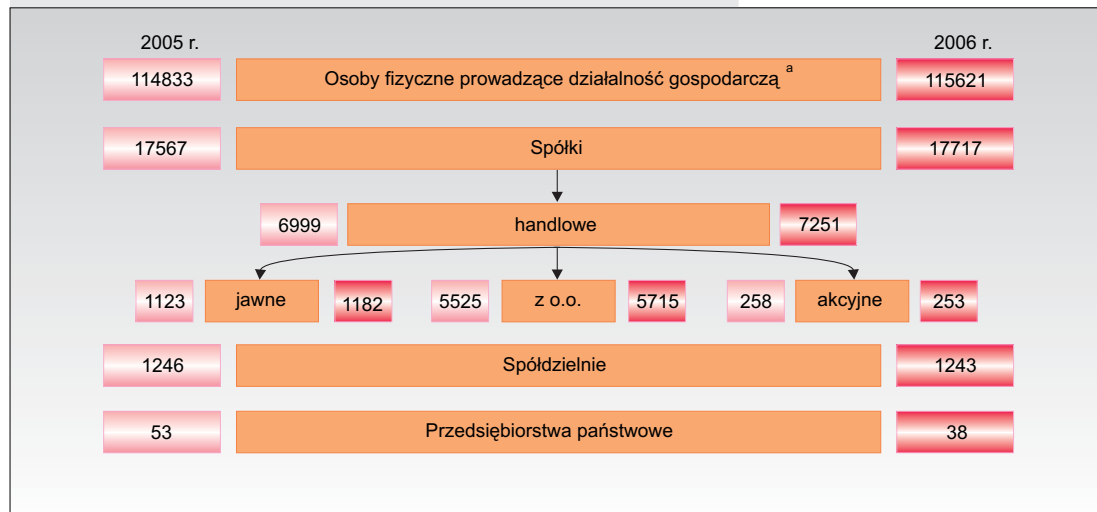 2005 r. 2006 r.
114833 Osoby fizyczne prowadzące działalność gospodarczą a 115621
17567 Spółki 17717
6999 handlowe 7251
1123 jawne 1182 5525 z o.o. 5715 258 akcyjne 253
1246 Spółdzielnie 1243
53 Przedsiębiorstwa państwowe 38